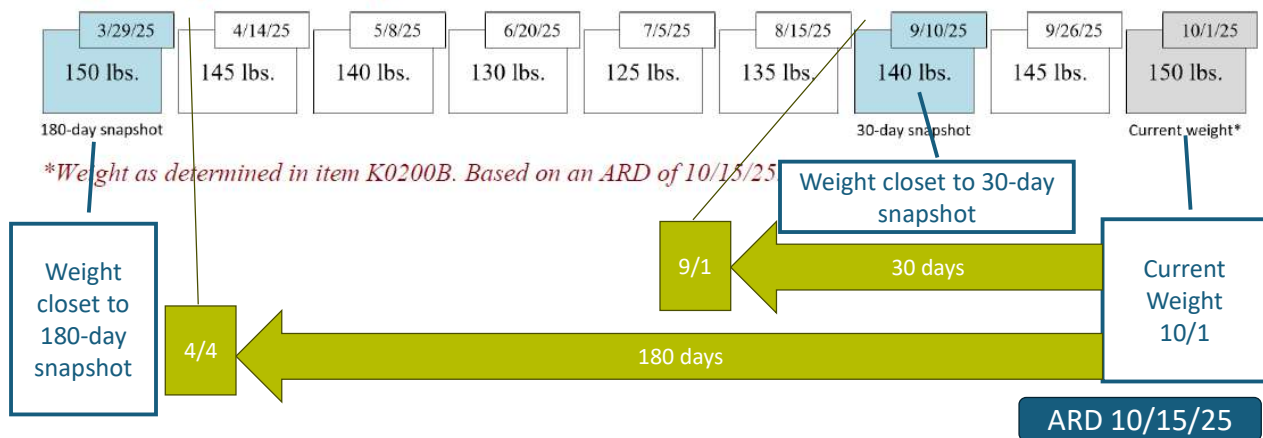 3/29/25
4/14/25
5/8/25
6/20/25
7/5/25
8/15/25
9/10/25
9/26/25
10/1/25
150 lbs.
145 lbs.
140 lbs.
130 lbs.
125 lbs.
135 lbs.
140 lbs.
145 lbs.
150 lbs.
180-day snapshot
30-day snapshot
Current weight*
*Weight as determined in item K0200B. Based on an ARD of 10/15/25
Weight closet to 30-day
snapshot
Weight
closet to
180-day
snapshot
9/1
30 days
Current
Weight
10/1
4/4
180 days
ARD 10/15/25